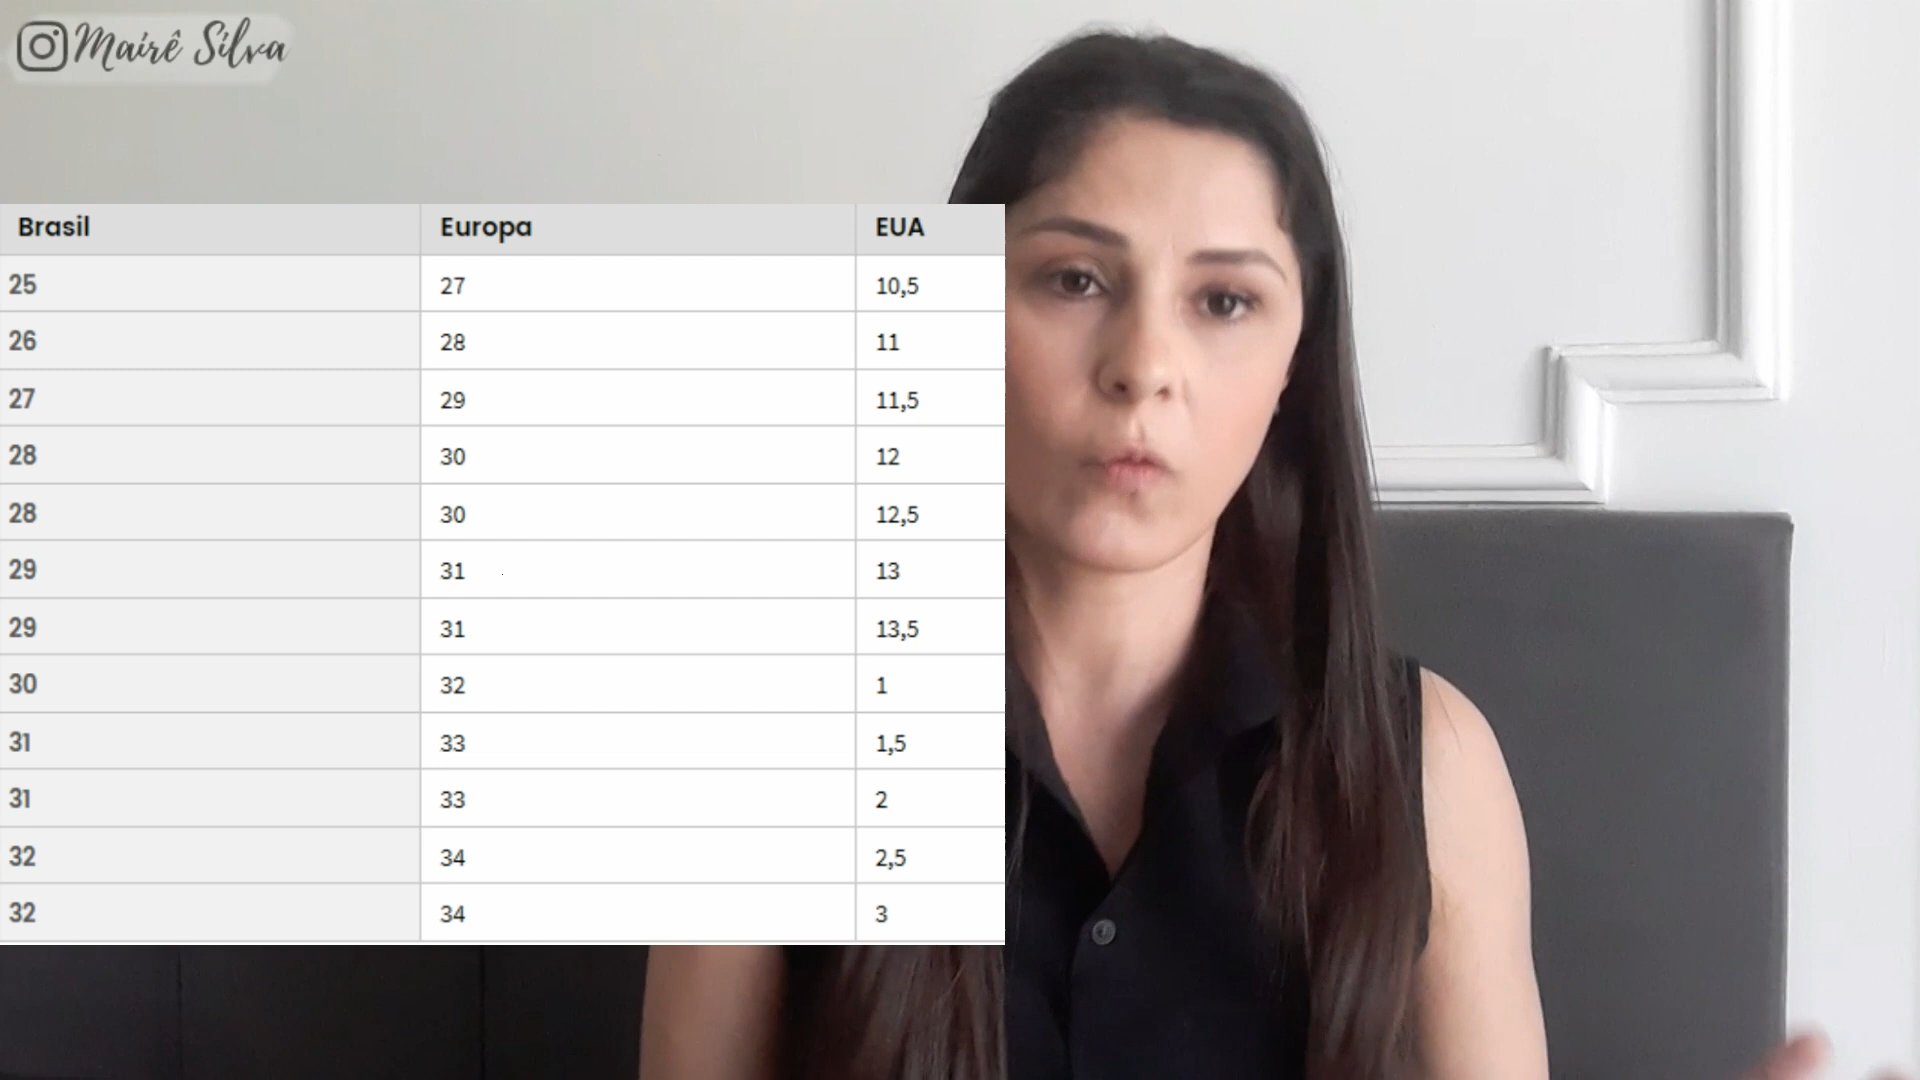 Mairê Silva
Brasil Europa EUA
25 27 10,5
26 28 11
27 29 11,5
28 30 12
28 30 12,5
29 31 13
29 31 13,5
30 32 1
31 33 1,5
31 33 2
32 34 2,5
32 34 3